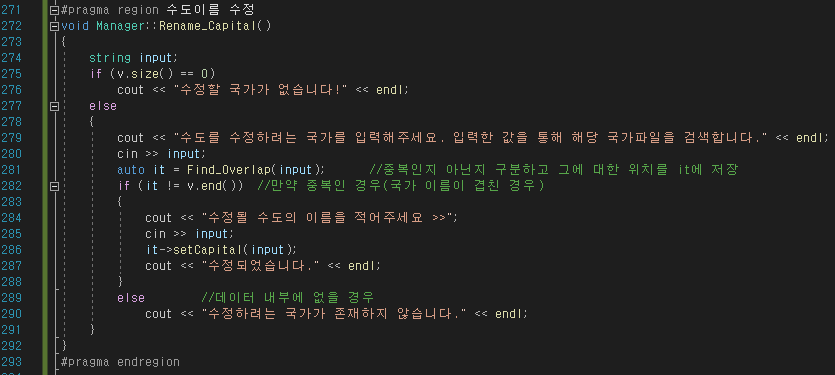 271 #pragma region 수도이름 수정
272 void Manager::Rename_Capital()
273 {
274 string input;
275 if (v.size() == 0)
276 cout << "수정할 국가가 없습니다!" << endl;
277 else
278 {
279 cout << "수도를 수정하려는 국가를 입력해주세요. 입력한 값을 통해 해당 국가파일을 검색합니다." << endl;
280 cin >> input;
281 auto it = Find_Overlap(input); //중복인지 아닌지 구분하고 그에 대한 위치를 it에 저장
282 if (it != v.end()) //만약 중복인 경우(국가 이름이 겹친 경우)
283 {
284 cout << "수정될 수도의 이름을 적어주세요 >>";
285 cin >> input;
286 it->setCapital(input);
287 cout << "수정되었습니다." << endl;
288 }
289 else //데이터 내부에 없을 경우
290 cout << "수정하려는 국가가 존재하지 않습니다." << endl;
291 }
292 }
293 #pragma endregion